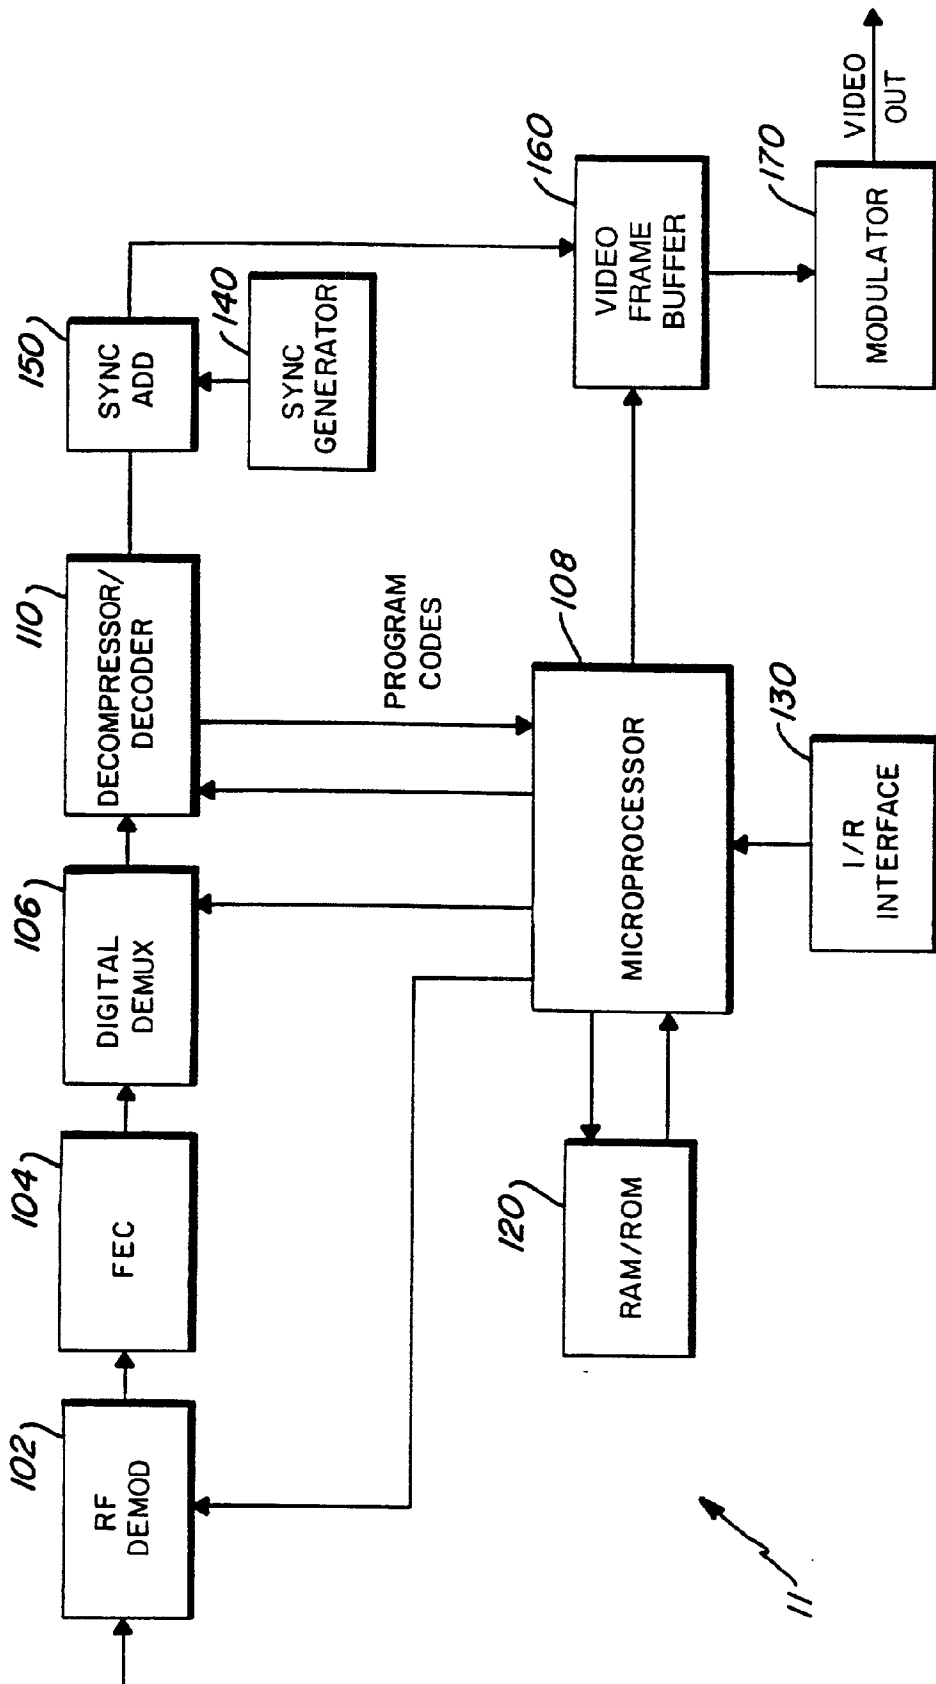 102
RF
DEMOD
104
FEC
106
DIGITAL
DEMUX
110
DECOMPRESSOR/
DECODER
150
SYNC
ADD
140
SYNC
GENERATOR
PROGRAM
CODES
120
RAM/ROM
108
MICROPROCESSOR
130
I/R
INTERFACE
160
VIDEO
FRAME
BUFFER
170
MODULATOR
VIDEO
OUT
11